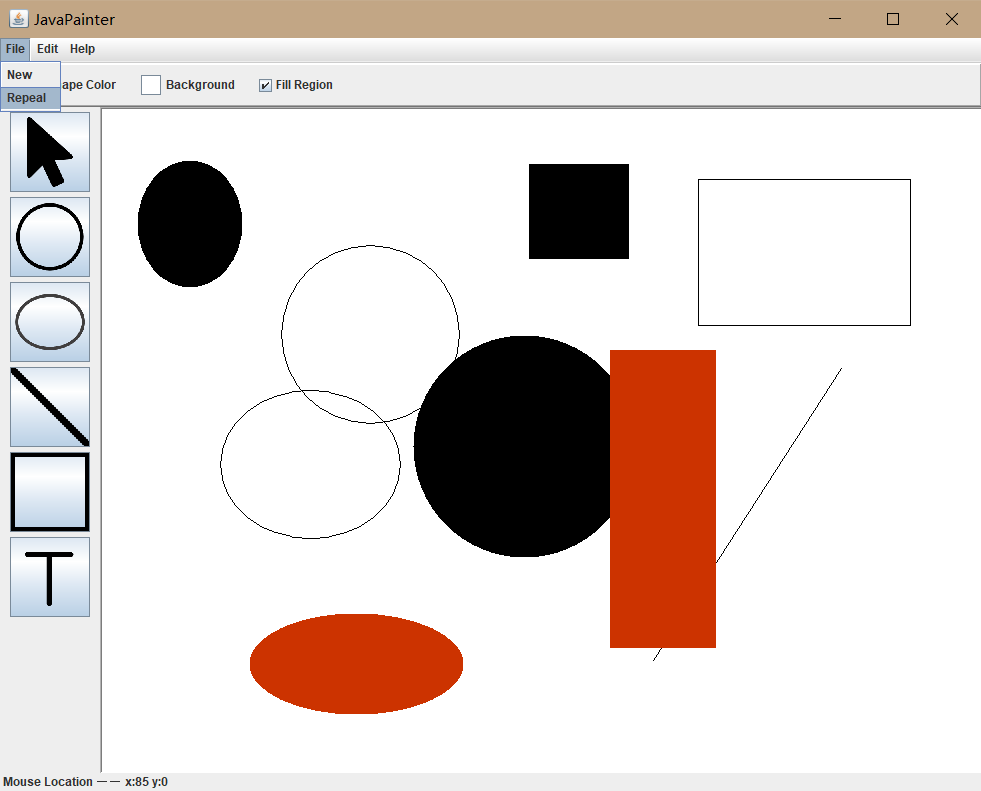 JavaPainter
File Edit Help
New
ape Color Background Fill Region
Repeal
T
Mouse Location —— x:85 y:0